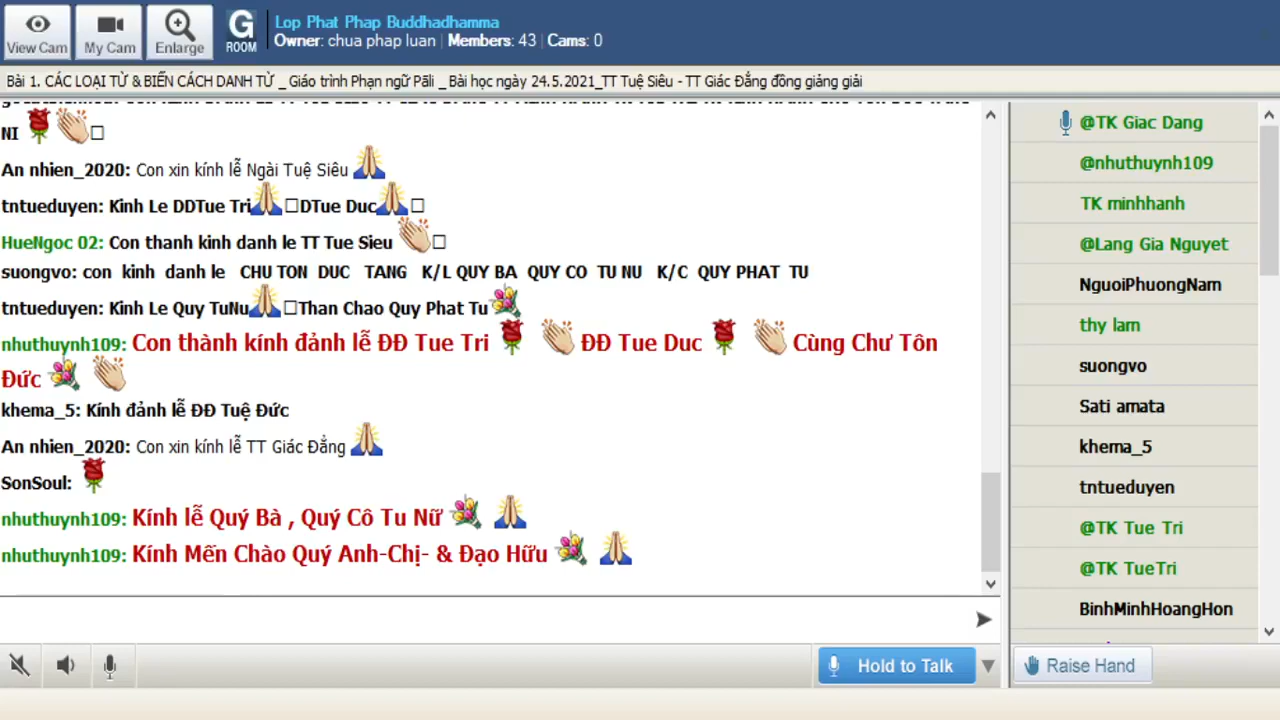 View Cam
My Cam
Enlarge
G
ROOM
Lop Phat Phap Buddhadhamma
Owner: chua phap luan | Members: 43 | Cams: 0
Bài 1. CÁC LOẠI TỪ & BIẾN CÁCH DANH TỪ _Giáo trình Phạn ngữ Pāli _Bài học ngày 24.5.2021_TT Tuệ Siêu - TT Giác Đẳng đồng giảng giải
NI
An nhien_2020: Con xin kính lễ Ngài Tuệ Siêu
tntueduyen: Kinh Le DDTue Tri DTue Duc
HueNgoc 02: Con thanh kinh danh le TT Tue Sieu
suongvo: con kinh danh le CHU TON DUC TANG K/L QUY BA QUY CO TU NU K/C QUY PHAT TU
tntueduyen: Kinh Le Quy TuNu Than Chao Quy Phat Tu
nhuthuynh109: Con thành kính đảnh lễ ĐĐ Tue Tri ĐĐ Tue Duc Cùng Chư Tôn
Đức
khema_5: Kính đảnh lễ ĐĐ Tuệ Đức
An nhien_2020: Con xin kính lễ TT Giác Đẳng
SonSoul:
nhuthuynh109: Kính lễ Quý Bà , Quý Cô Tu Nữ
nhuthuynh109: Kính Mến Chào Quý Anh-Chị- & Đạo Hữu
@TK Giac Dang
@nhuthuynh109
TK minhhanh
@Lang Gia Nguyet
NguoiPhuongNam
thy lam
suongvo
Sati amata
khema_5
tntueduyen
@TK Tue Tri
@TK TueTri
BinhMinhHoangHon
Hold to Talk
Raise Hand